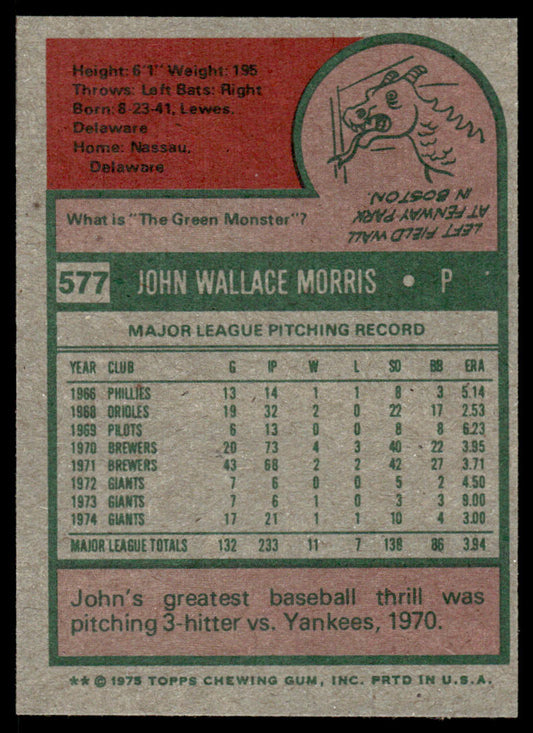 Height: 6'1" Weight: 195
Throws: Left Bats: Right
Born: 8-23-41, Lewes,
Delaware
Home: Nassau,
Delaware
What is "The Green Monster"?
LEFT FIELD WALL
AT FENWAY PARK
IN BOSTON.
577 JOHN WALLACE MORRIS • P
MAJOR LEAGUE PITCHING RECORD
YEAR CLUB G IP W L SO BB ERA
1966 PHILLIES 13 14 1 1 8 3 5.14
1968 ORIOLES 19 32 2 0 22 17 2.53
1969 PILOTS 6 13 0 0 8 8 6.23
1970 BREWERS 20 73 4 3 40 22 3.95
1971 BREWERS 43 68 2 2 42 27 3.71
1972 GIANTS 7 6 0 0 5 2 4.50
1973 GIANTS 7 6 1 0 3 3 9.00
1974 GIANTS 17 21 1 1 10 4 3.00
MAJOR LEAGUE TOTALS 132 233 11 7 138 86 3.94
John's greatest baseball thrill was
pitching 3-hitter vs. Yankees, 1970.
** © 1975 TOPPS CHEWING GUM, INC. PRTD IN U.S.A.